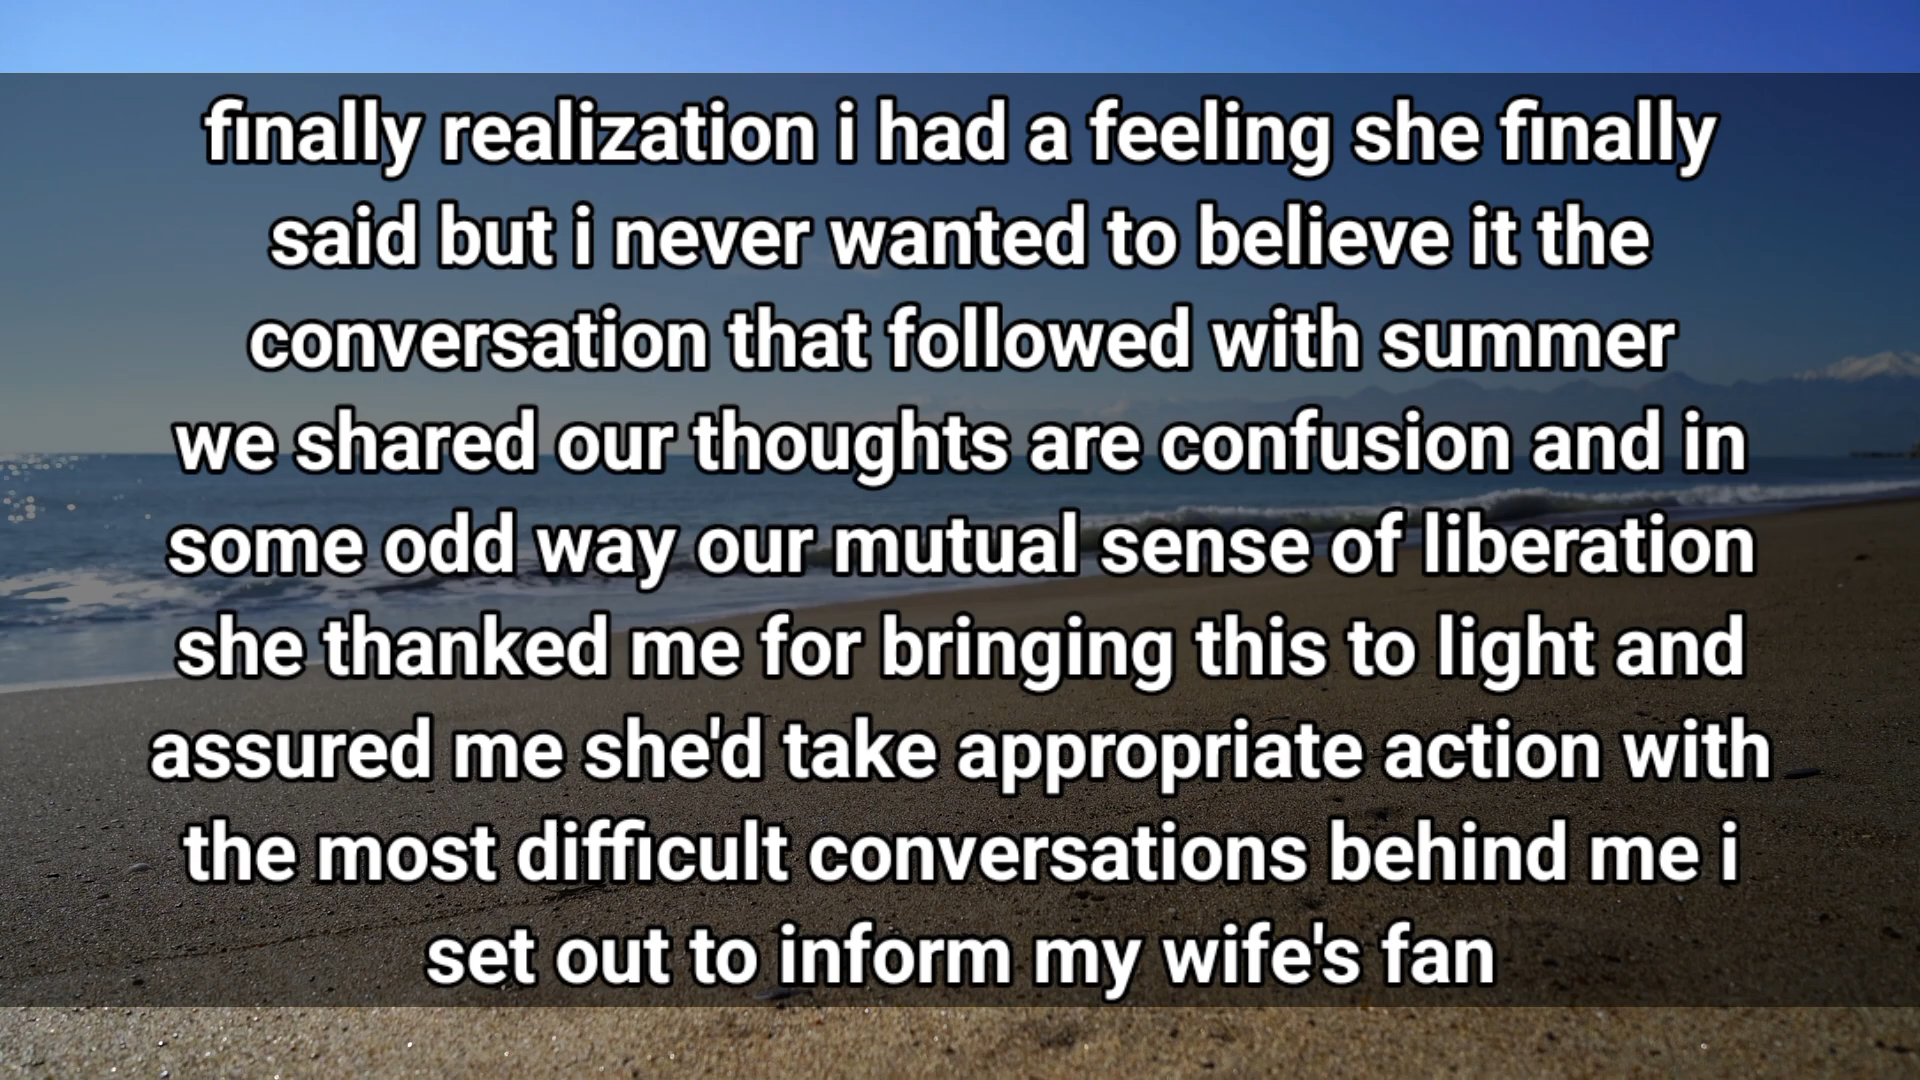 finally realization i had a feeling she finally
said but i never wanted to believe it the
conversation that followed with summer
we shared our thoughts are confusion and in
some odd way our mutual sense of liberation
she thanked me for bringing this to light and
assured me she'd take appropriate action with
the most difficult conversations behind me i
set out to inform my wife's fan